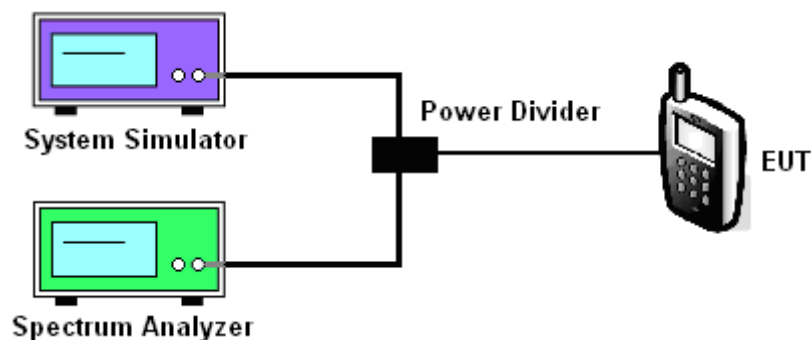 System Simulator
Power Divider
EUT
Spectrum Analyzer